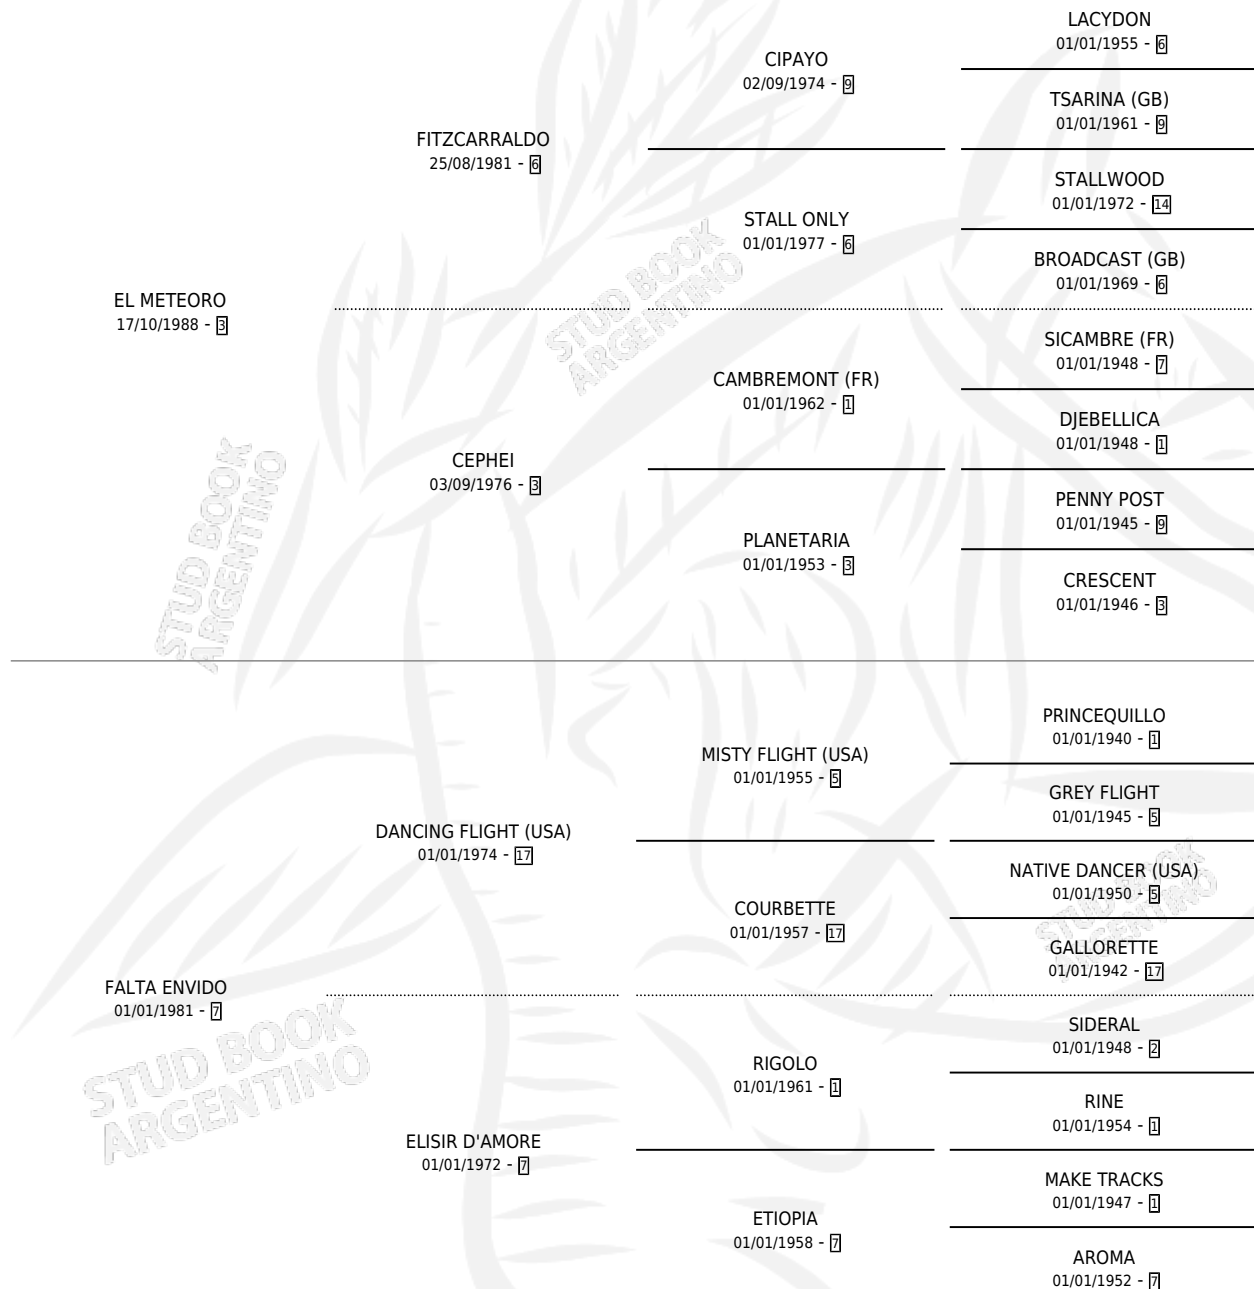 LACYDON
01/01/1955 - 6
CIPAYO
02/09/1974 - 9
TSARINA (GB)
01/01/1961 - 9
FITZCARRALDO
25/08/1981 - 6
STALLWOOD
01/01/1972 - 14
STALL ONLY
01/01/1977 - 6
BROADCAST (GB)
01/01/1969 - 6
EL METEORO
17/10/1988 - 3
SICAMBRE (FR)
01/01/1948 - 7
CAMBREMONT (FR)
01/01/1962 - 1
DJEBELLICA
01/01/1948 - 1
CEPHEI
03/09/1976 - 3
PENNY POST
01/01/1945 - 9
PLANETARIA
01/01/1953 - 3
CRESCENT
01/01/1946 - 3
PRINCEQUILLO
01/01/1940 - 1
MISTY FLIGHT (USA)
01/01/1955 - 5
GREY FLIGHT
01/01/1945 - 5
DANCING FLIGHT (USA)
01/01/1974 - 17
NATIVE DANCER (USA)
01/01/1950 - 5
COURBETTE
01/01/1957 - 17
GALLORETTE
01/01/1942 - 17
FALTA ENVIDO
01/01/1981 - 7
SIDERAL
01/01/1948 - 2
RIGOLO
01/01/1961 - 1
RINE
01/01/1954 - 1
ELISIR D'AMORE
01/01/1972 - 7
MAKE TRACKS
01/01/1947 - 1
ETIOPIA
01/01/1958 - 7
AROMA
01/01/1952 - 7
STUD BOOK
ARGENTINO
STUD BOOK
ARGENTINO
STUD BOOK
ARGENTINO
STUD BOOK
ARGENTINO